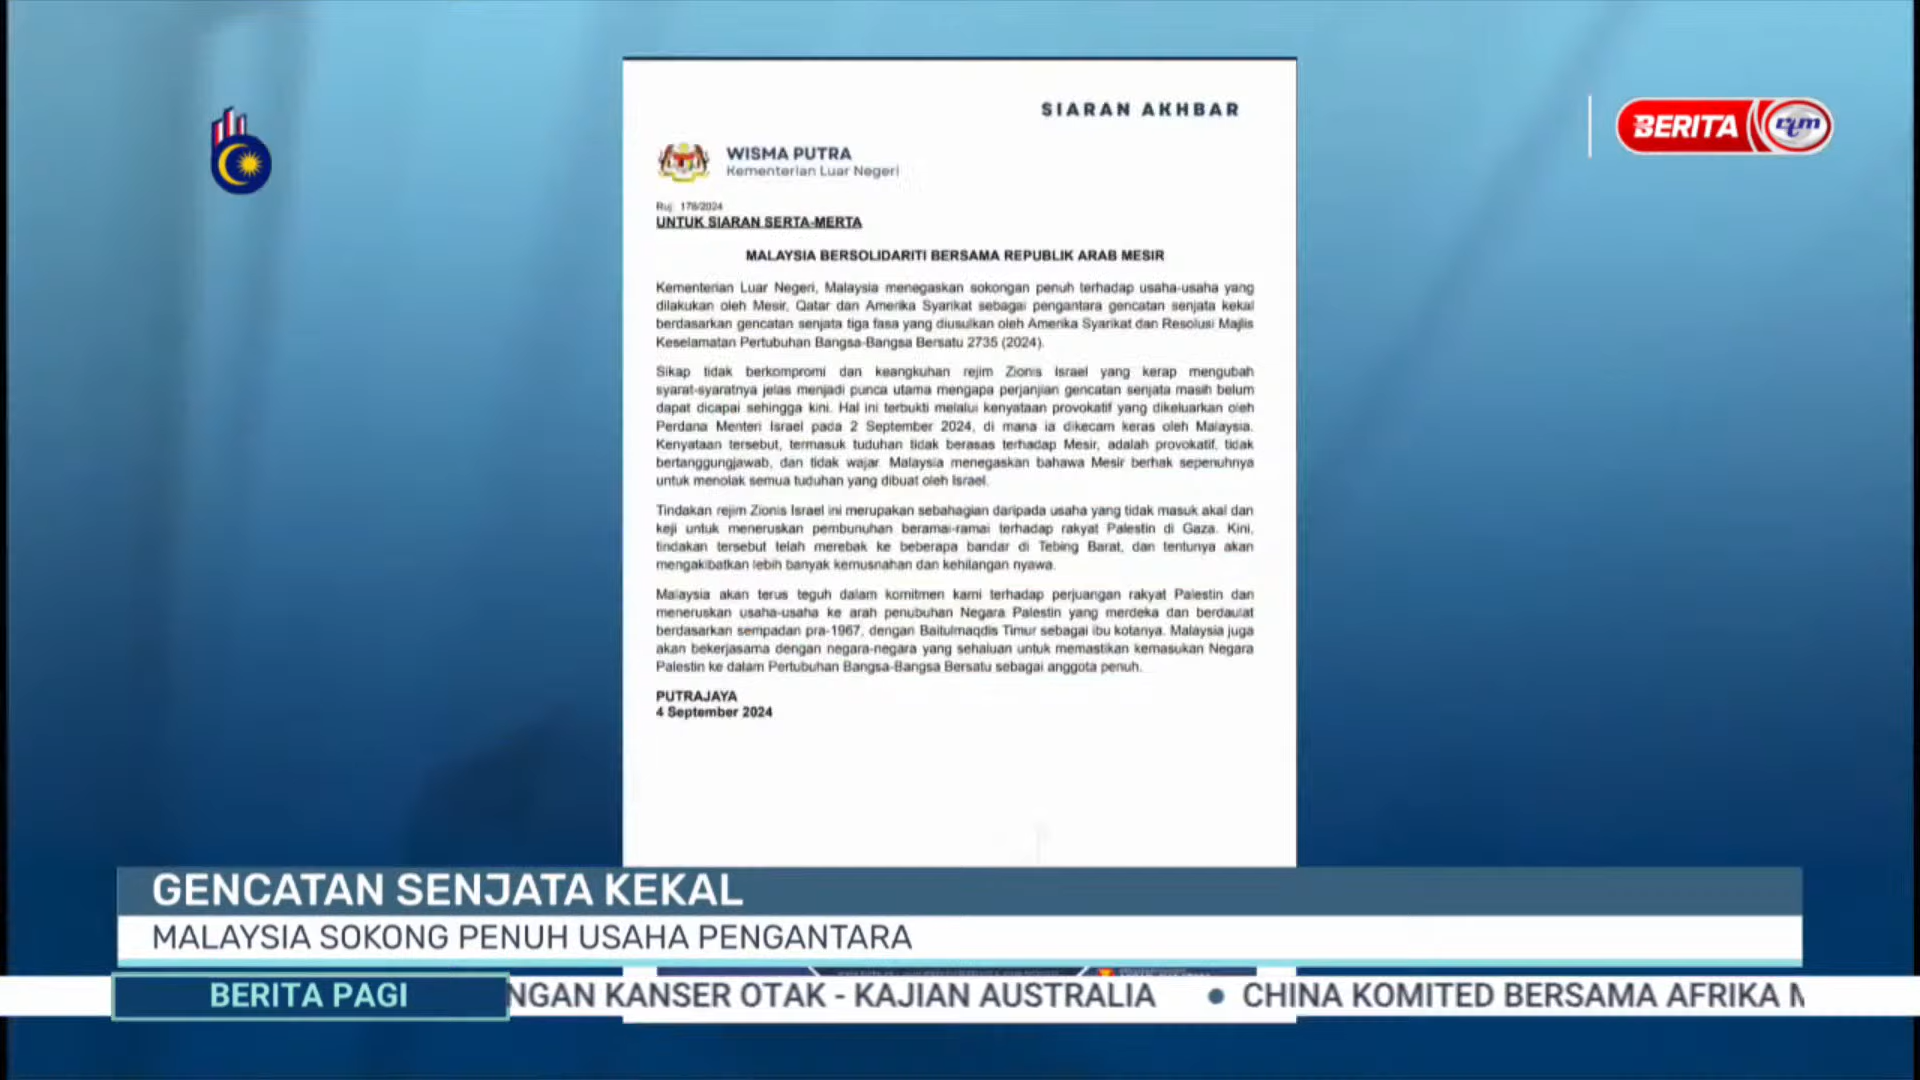 SIARAN AKHBAR
BERITA rtm
WISMA PUTRA
Kementerian Luar Negeri
Ruj: 178/2024
UNTUK SIARAN SERTA-MERTA
MALAYSIA BERSOLIDARITI BERSAMA REPUBLIK ARAB MESIR
Kementerian Luar Negeri, Malaysia menegaskan sokongan penuh terhadap usaha-usaha yang
dilakukan oleh Mesir, Qatar dan Amerika Syarikat sebagai pengantara gencatan senjata kekal
berdasarkan gencatan senjata tiga fasa yang diusulkan oleh Amerika Syarikat dan Resolusi Majlis
Keselamatan Pertubuhan Bangsa-Bangsa Bersatu 2735 (2024).
Sikap tidak berkompromi dan keangkuhan rejim Zionis Israel yang kerap mengubah
syarat-syaratnya jelas menjadi punca utama mengapa perjanjian gencatan senjata masih belum
dapat dicapai sehingga kini. Hal ini terbukti melalui kenyataan provokatif yang dikeluarkan oleh
Perdana Menteri Israel pada 2 September 2024, di mana ia dikecam keras oleh Malaysia.
Kenyataan tersebut, termasuk tuduhan tidak berasas terhadap Mesir, adalah provokatif, tidak
bertanggungjawab, dan tidak wajar. Malaysia menegaskan bahawa Mesir berhak sepenuhnya
untuk menolak semua tuduhan yang dibuat oleh Israel.
Tindakan rejim Zionis Israel ini merupakan sebahagian daripada usaha yang tidak masuk akal dan
keji untuk meneruskan pembunuhan beramai-ramai terhadap rakyat Palestin di Gaza. Kini,
tindakan tersebut telah merebak ke beberapa bandar di Tebing Barat, dan tentunya akan
mengakibatkan lebih banyak kemusnahan dan kehilangan nyawa.
Malaysia akan terus teguh dalam komitmen kami terhadap perjuangan rakyat Palestin dan
meneruskan usaha-usaha ke arah penubuhan Negara Palestin yang merdeka dan berdaulat
berdasarkan sempadan pra-1967, dengan Baitulmaqdis Timur sebagai ibu kotanya. Malaysia juga
akan bekerjasama dengan negara-negara yang sehaluan untuk memastikan kemasukan Negara
Palestin ke dalam Pertubuhan Bangsa-Bangsa Bersatu sebagai anggota penuh.
PUTRAJAYA
4 September 2024
GENCATAN SENJATA KEKAL
MALAYSIA SOKONG PENUH USAHA PENGANTARA
BERITA PAGI
NGAN KANSER OTAK - KAJIAN AUSTRALIA • CHINA KOMITED BERSAMA AFRIKA